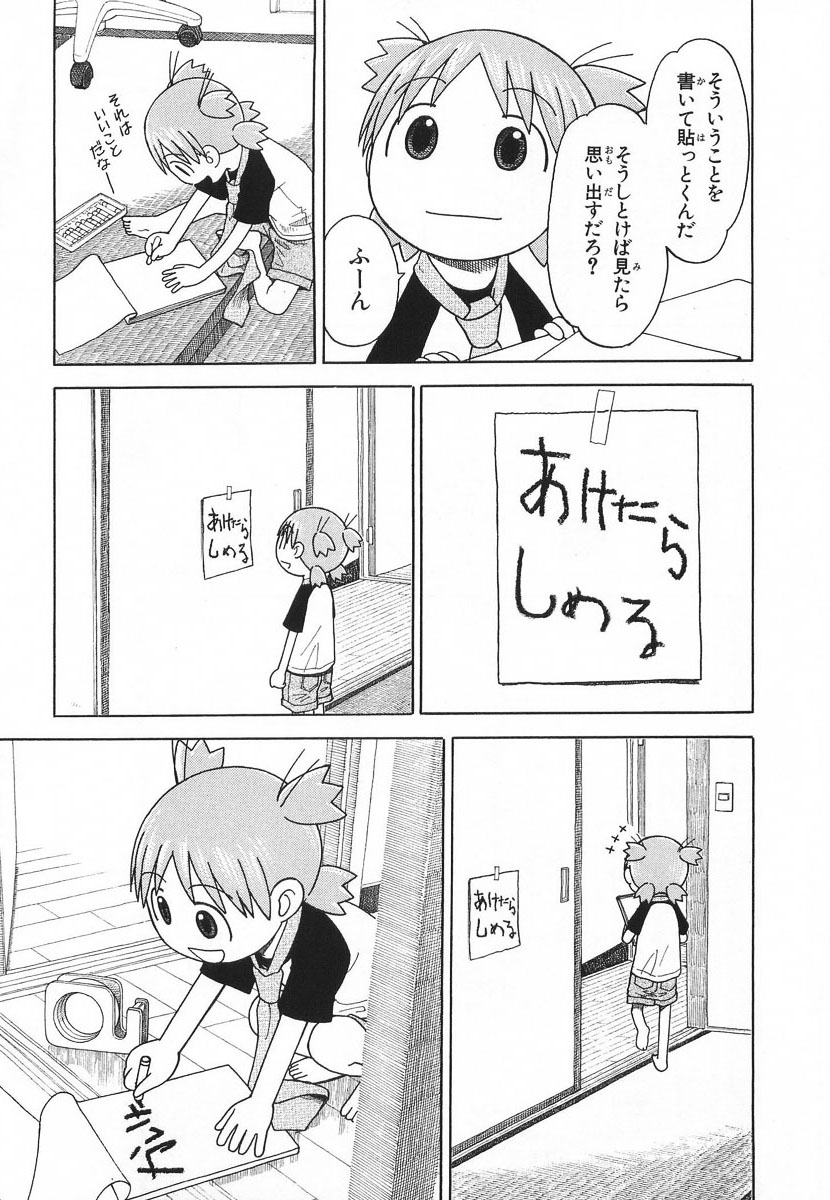 そういうことを
書いて貼っとくんだ
そうしとけば見たら
思い出すだろ?
ふーん
それは
いいこと
だなー
あけたら
しめる
あけたら
しめる
あけたら
しめる